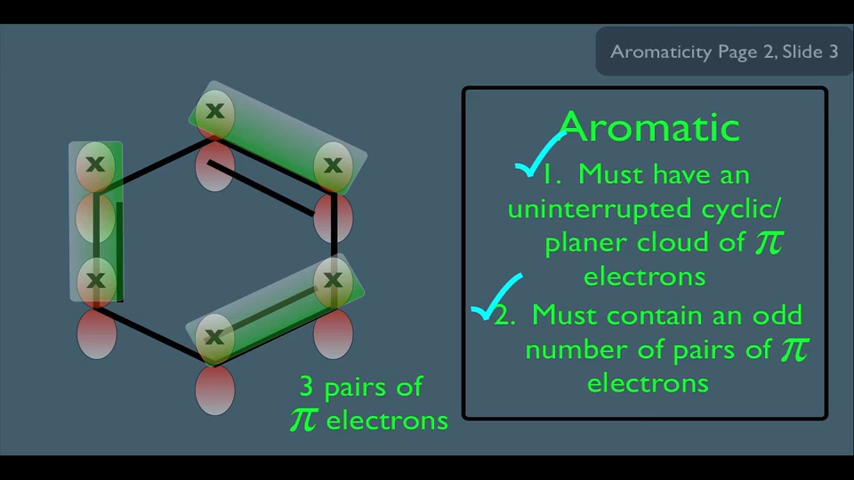 Aromaticity Page 2, Slide 3
Aromatic
1. Must have an
uninterrupted cyclic/
planer cloud of π
electrons
2. Must contain an odd
number of pairs of π
electrons
x
x
x
x
x
x
3 pairs of
π electrons